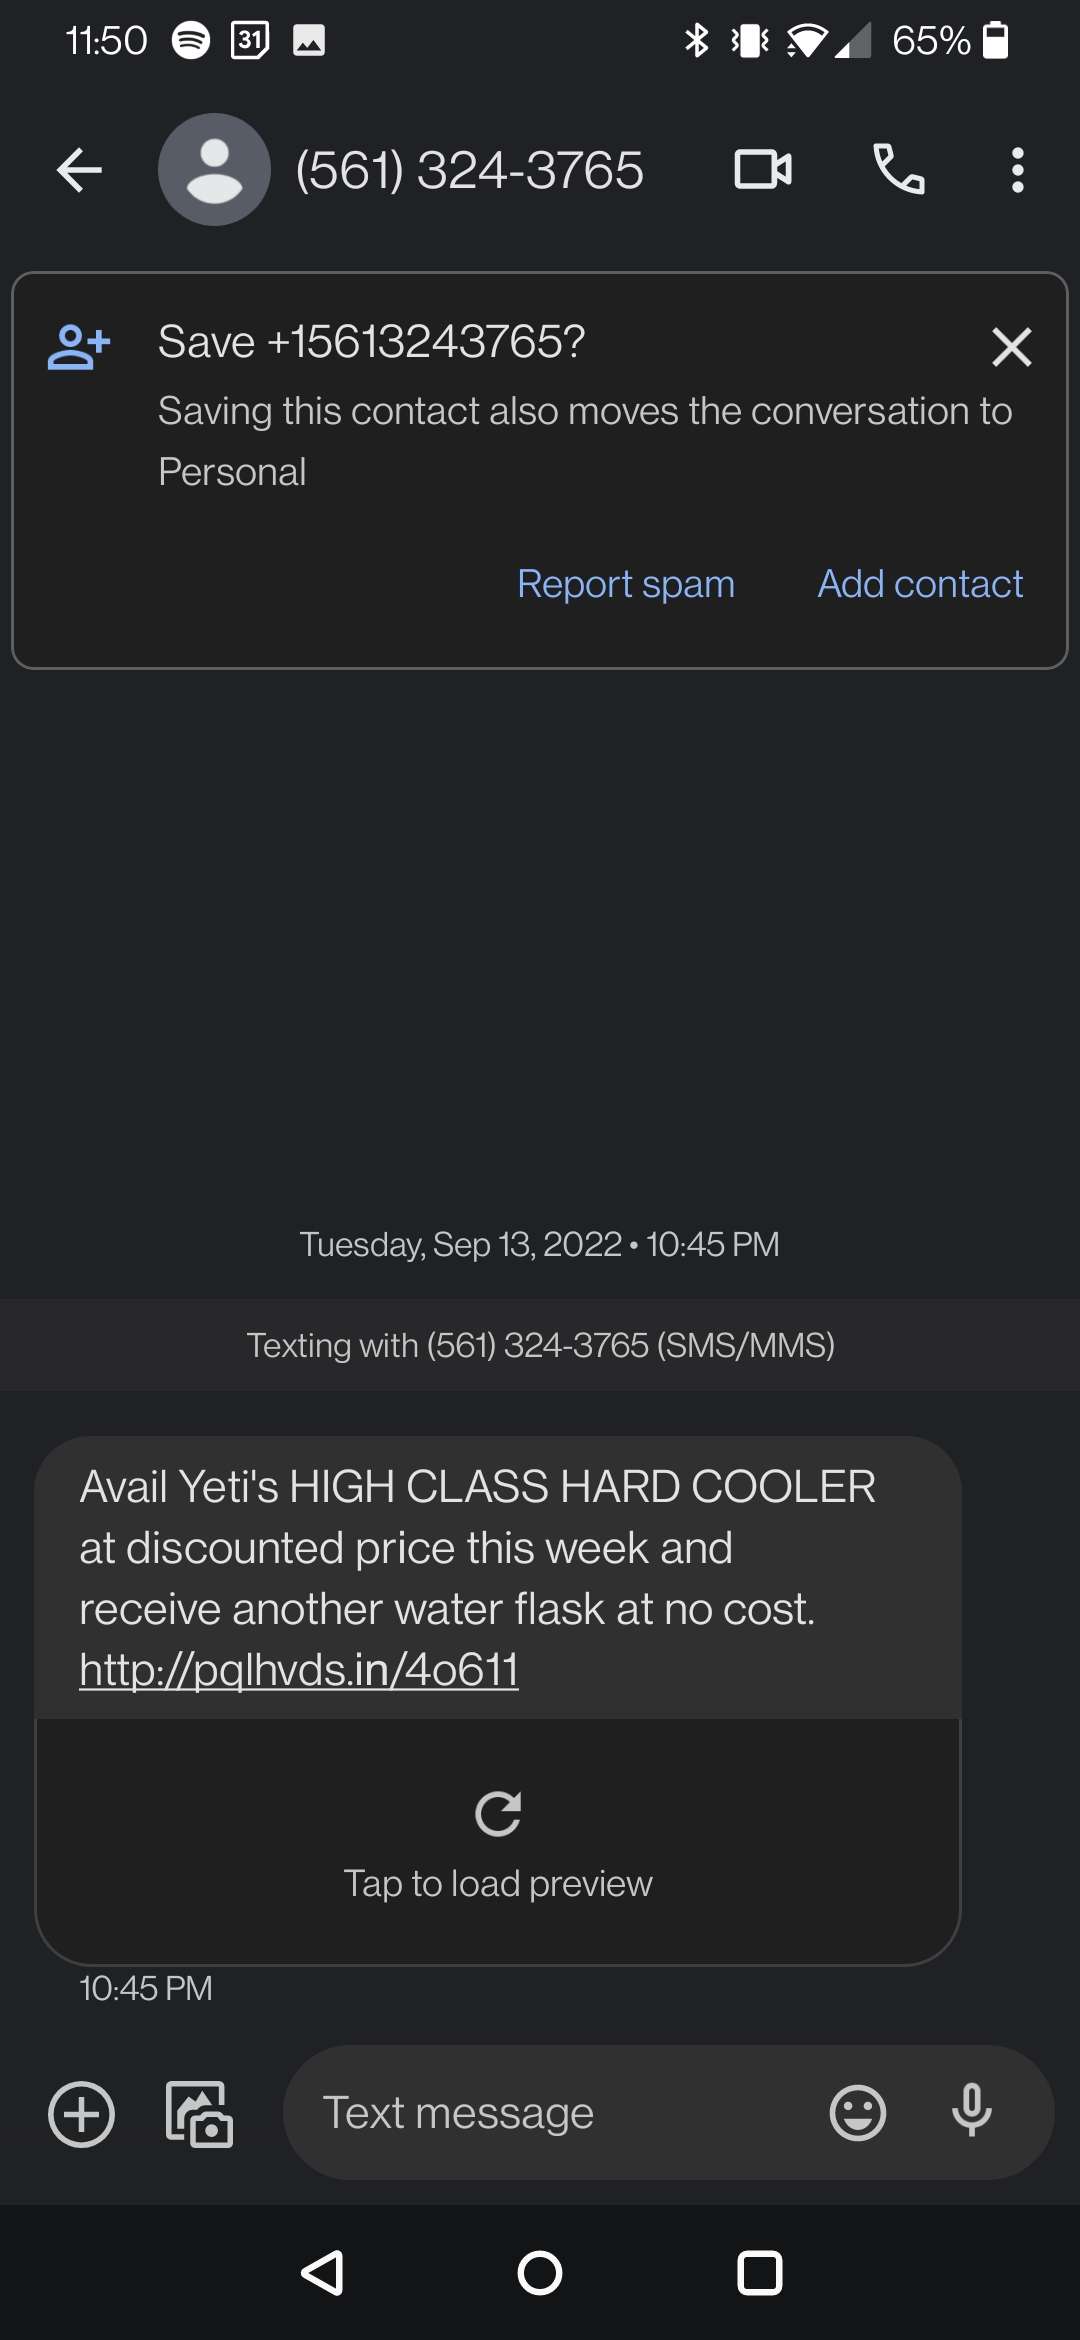 11:50 31 65%
(561) 324-3765
Save +15613243765?
Saving this contact also moves the conversation to
Personal
Report spam Add contact
Tuesday, Sep 13, 2022 • 10:45 PM
Texting with (561) 324-3765 (SMS/MMS)
Avail Yeti's HIGH CLASS HARD COOLER
at discounted price this week and
receive another water flask at no cost.
http://pqlhvds.in/4o611
Tap to load preview
10:45 PM
Text message